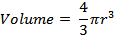 Volume = 4/3 πr³